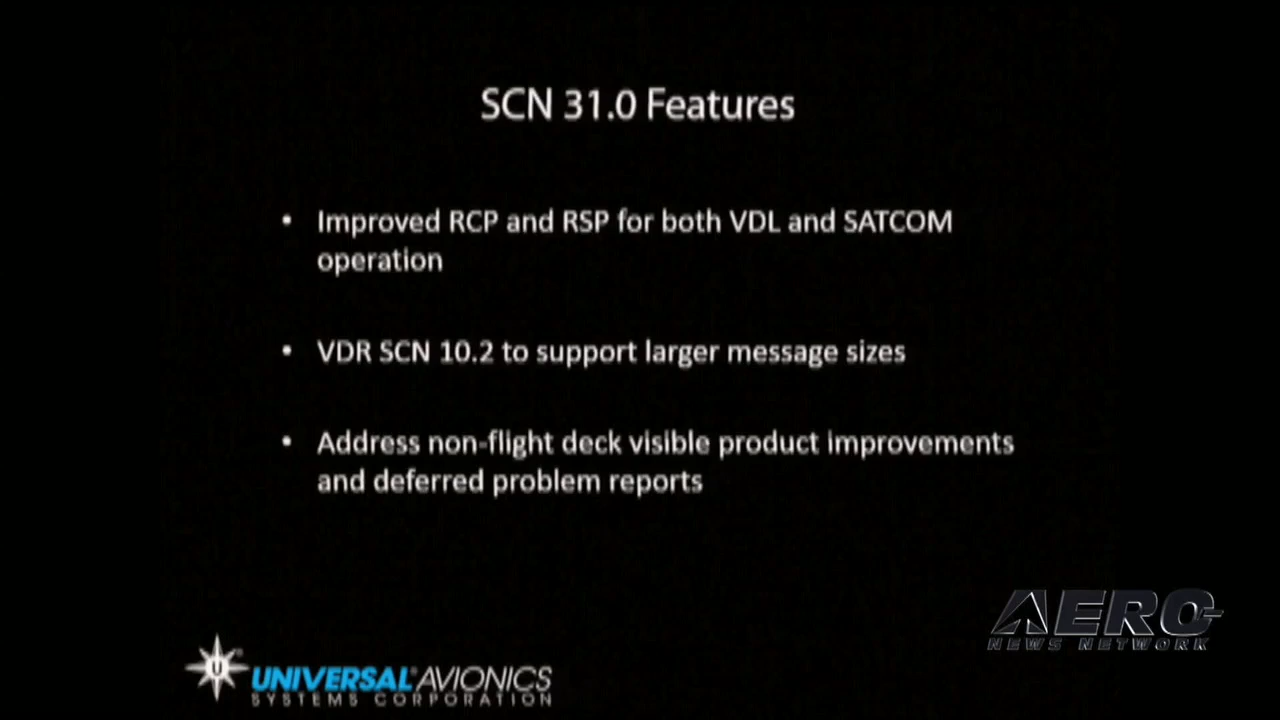 SCN 31.0 Features
• Improved RCP and RSP for both VDL and SATCOM
operation
• VDR SCN 10.2 to support larger message sizes
• Address non-flight deck visible product improvements
and deferred problem reports
AERO
NEWS NETWORK
U
UNIVERSAL® AVIONICS
SYSTEMS CORPORATION